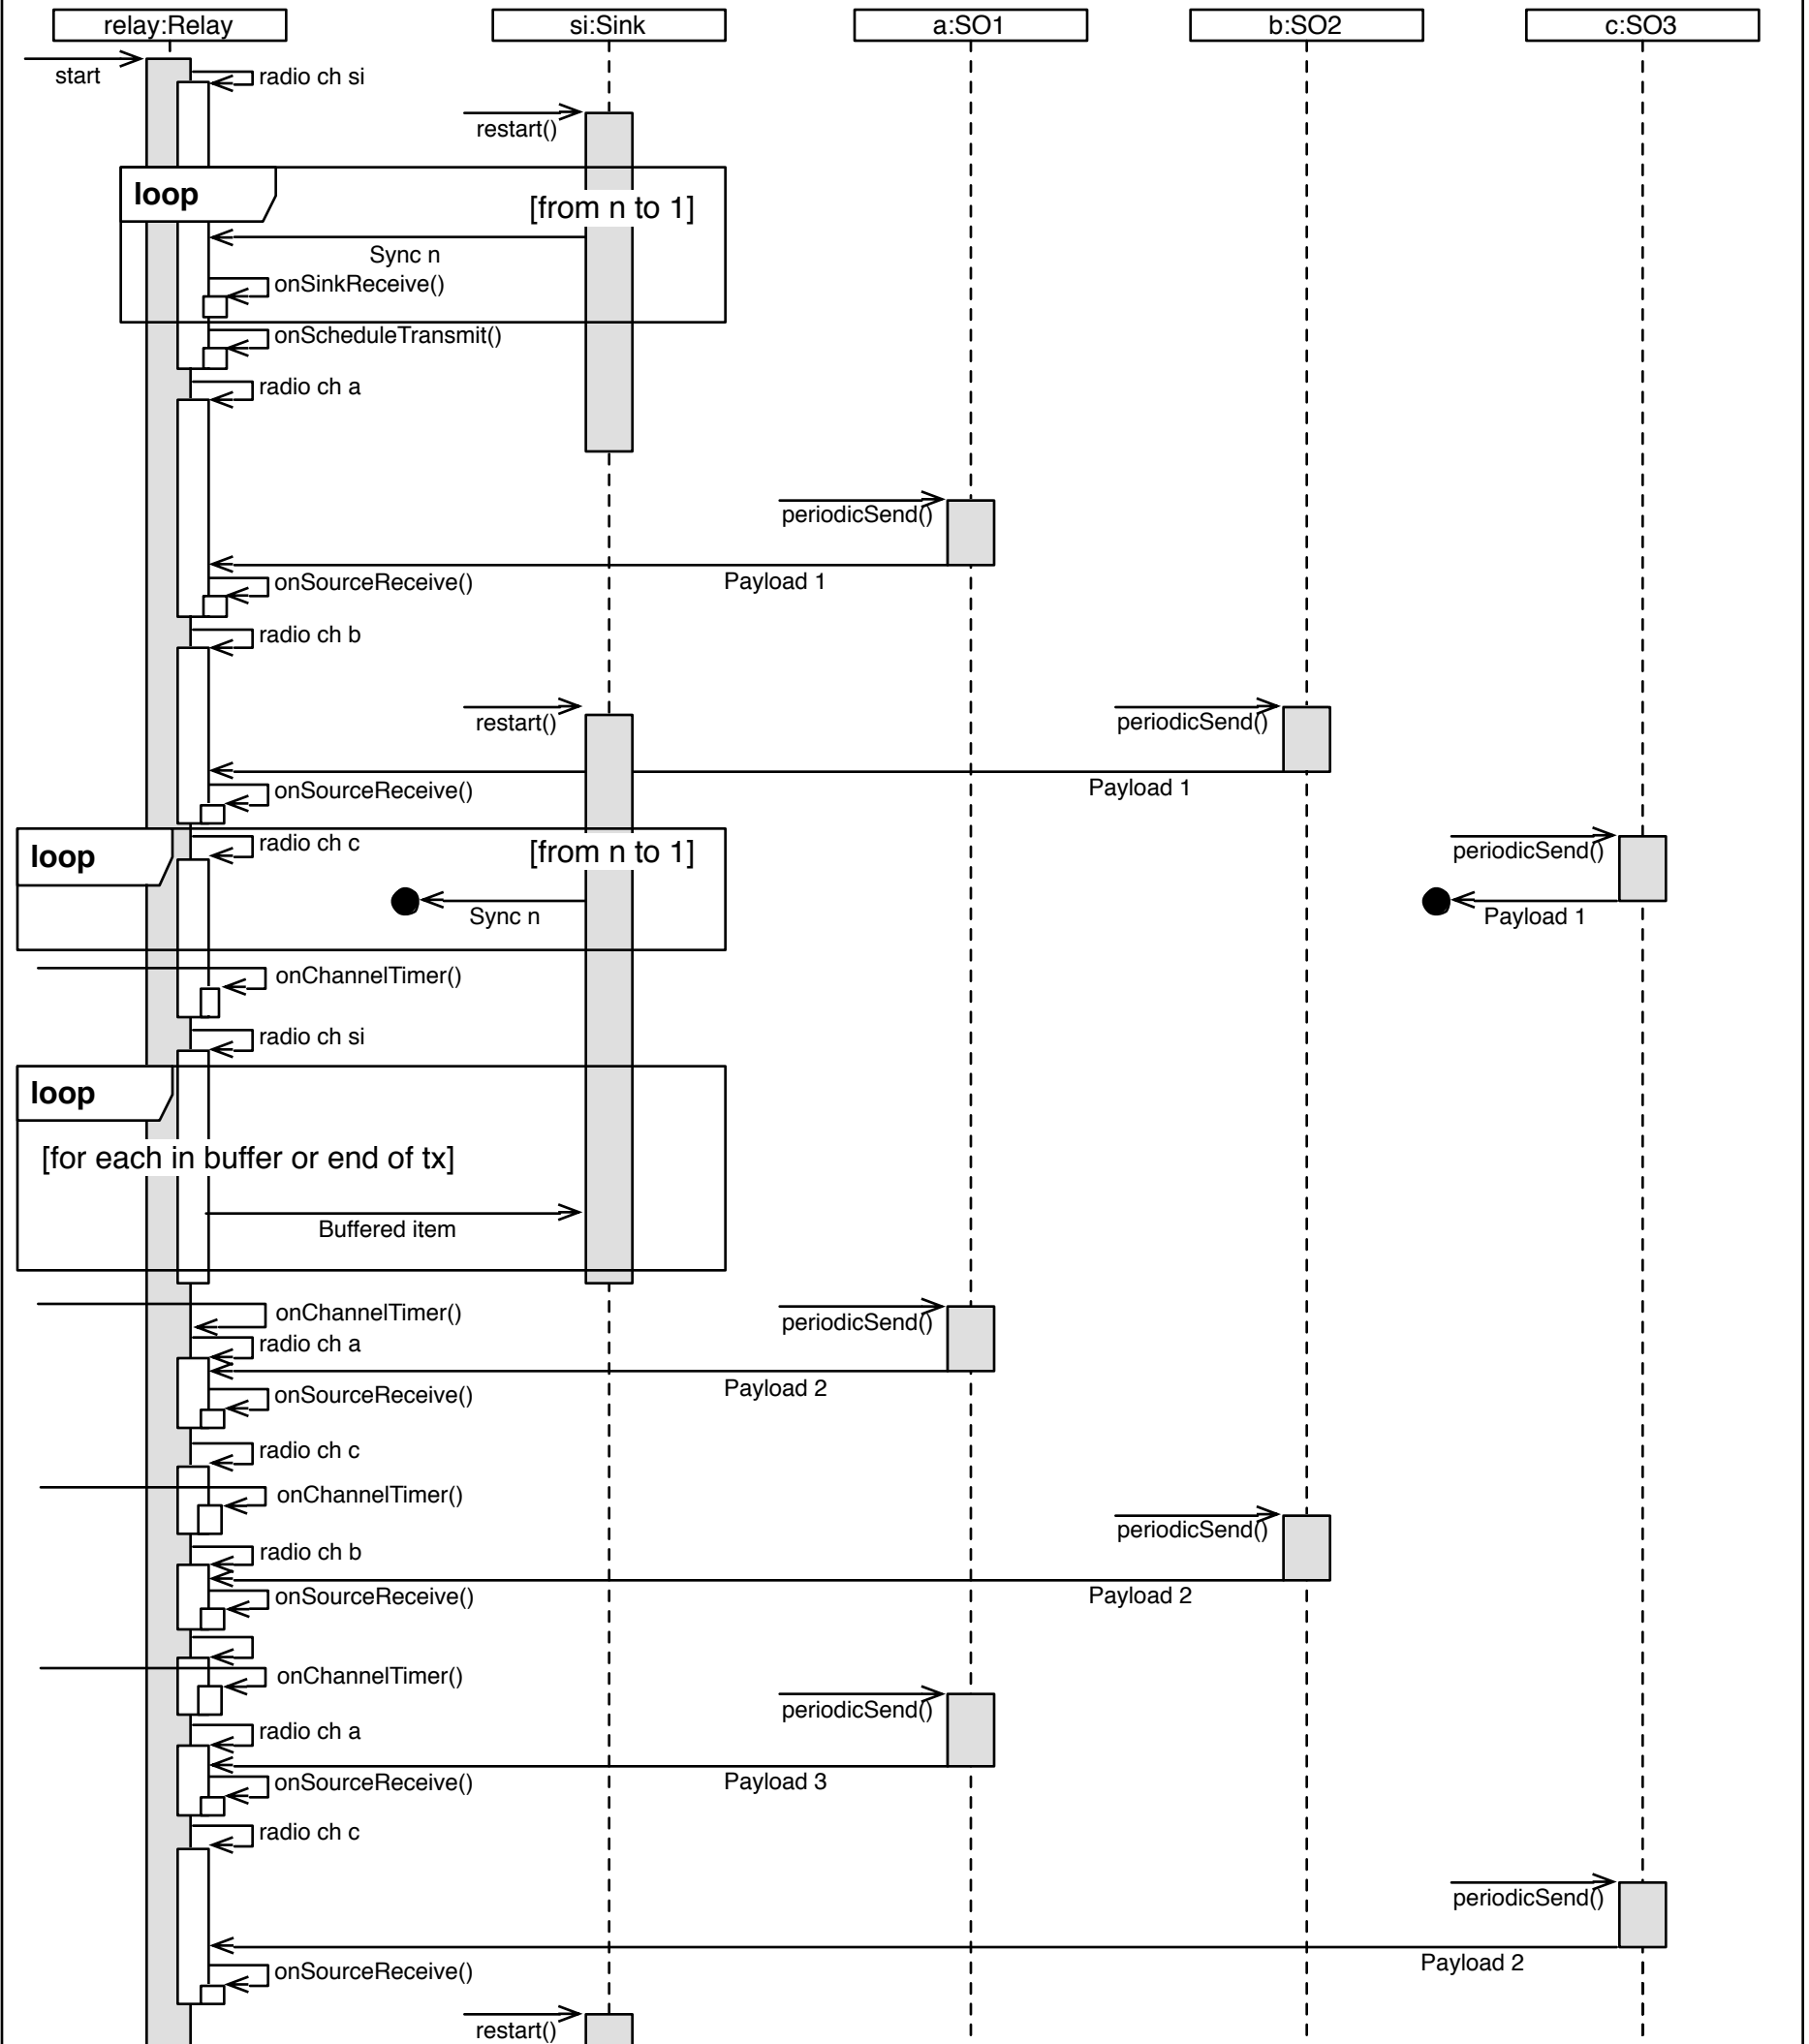 relay:Relay
si:Sink
a:SO1
b:SO2
c:SO3
start
radio ch si
restart()
loop
[from n to 1]
Sync n
onSinkReceive()
onScheduleTransmit()
radio ch a
periodicSend()
Payload 1
onSourceReceive()
radio ch b
restart()
periodicSend()
Payload 1
onSourceReceive()
loop
radio ch c
[from n to 1]
periodicSend()
Sync n
Payload 1
onChannelTimer()
radio ch si
loop
[for each in buffer or end of tx]
Buffered item
onChannelTimer()
periodicSend()
radio ch a
Payload 2
onSourceReceive()
radio ch c
onChannelTimer()
periodicSend()
radio ch b
Payload 2
onSourceReceive()
onChannelTimer()
periodicSend()
radio ch a
Payload 3
onSourceReceive()
radio ch c
periodicSend()
Payload 2
onSourceReceive()
restart()